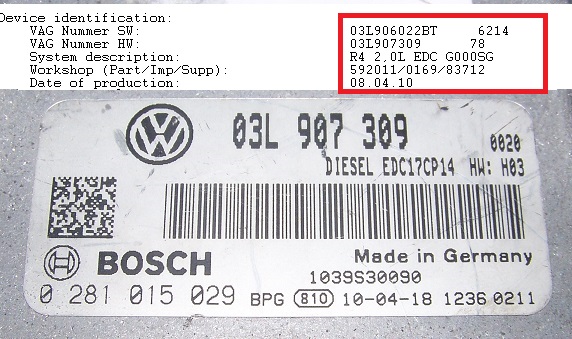 Device identification:
VAG Nummer SW: 03L906022BT 6214
VAG Nummer HW: 03L907309 78
System description: R4 2,0L EDC G000SG
Workshop (Part/Imp/Supp): 592011/0169/83712
Date of production: 08.04.10
VW 03L 907 309 0020
DIESEL EDC17CP14 HW: H03
BOSCH Made in Germany
1039S30090
0 281 015 029 BPG 810 10-04-18 1236 0211